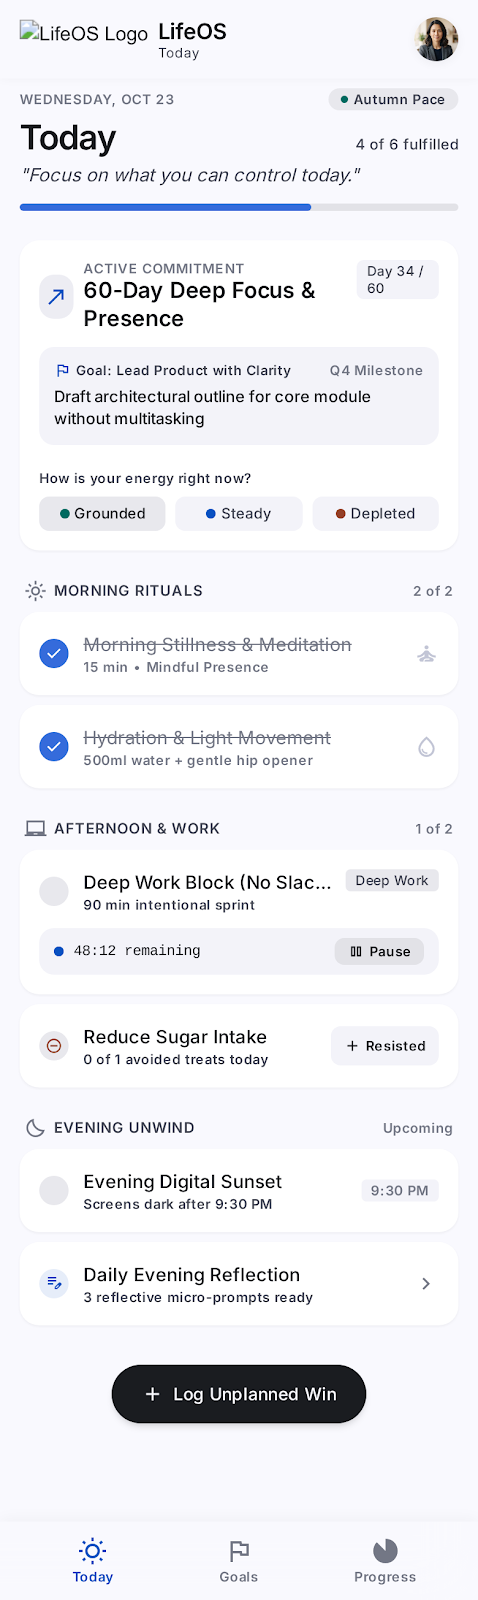 LifeOS Logo
LifeOS
Today
WEDNESDAY, OCT 23
Autumn Pace
Today
4 of 6 fulfilled
"Focus on what you can control today."
ACTIVE COMMITMENT
60-Day Deep Focus &
Presence
Day 34 /
60
Goal: Lead Product with Clarity
Q4 Milestone
Draft architectural outline for core module
without multitasking
How is your energy right now?
Grounded
Steady
Depleted
MORNING RITUALS
2 of 2
Morning Stillness & Meditation
15 min • Mindful Presence
Hydration & Light Movement
500ml water + gentle hip opener
AFTERNOON & WORK
1 of 2
Deep Work Block (No Slac...
Deep Work
90 min intentional sprint
48:12 remaining
Pause
Reduce Sugar Intake
0 of 1 avoided treats today
+ Resisted
EVENING UNWIND
Upcoming
Evening Digital Sunset
Screens dark after 9:30 PM
9:30 PM
Daily Evening Reflection
3 reflective micro-prompts ready
+ Log Unplanned Win
Today
Goals
Progress